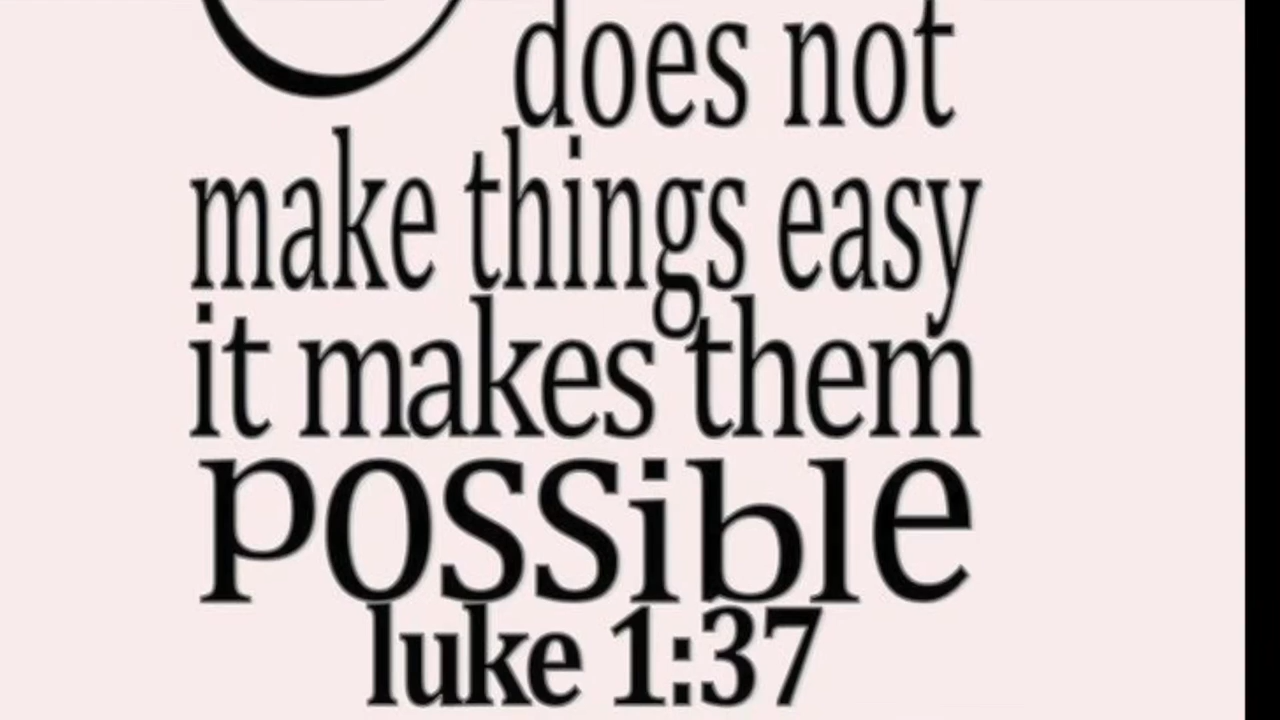 does not
make things easy
it makes them
possible
luke 1:37